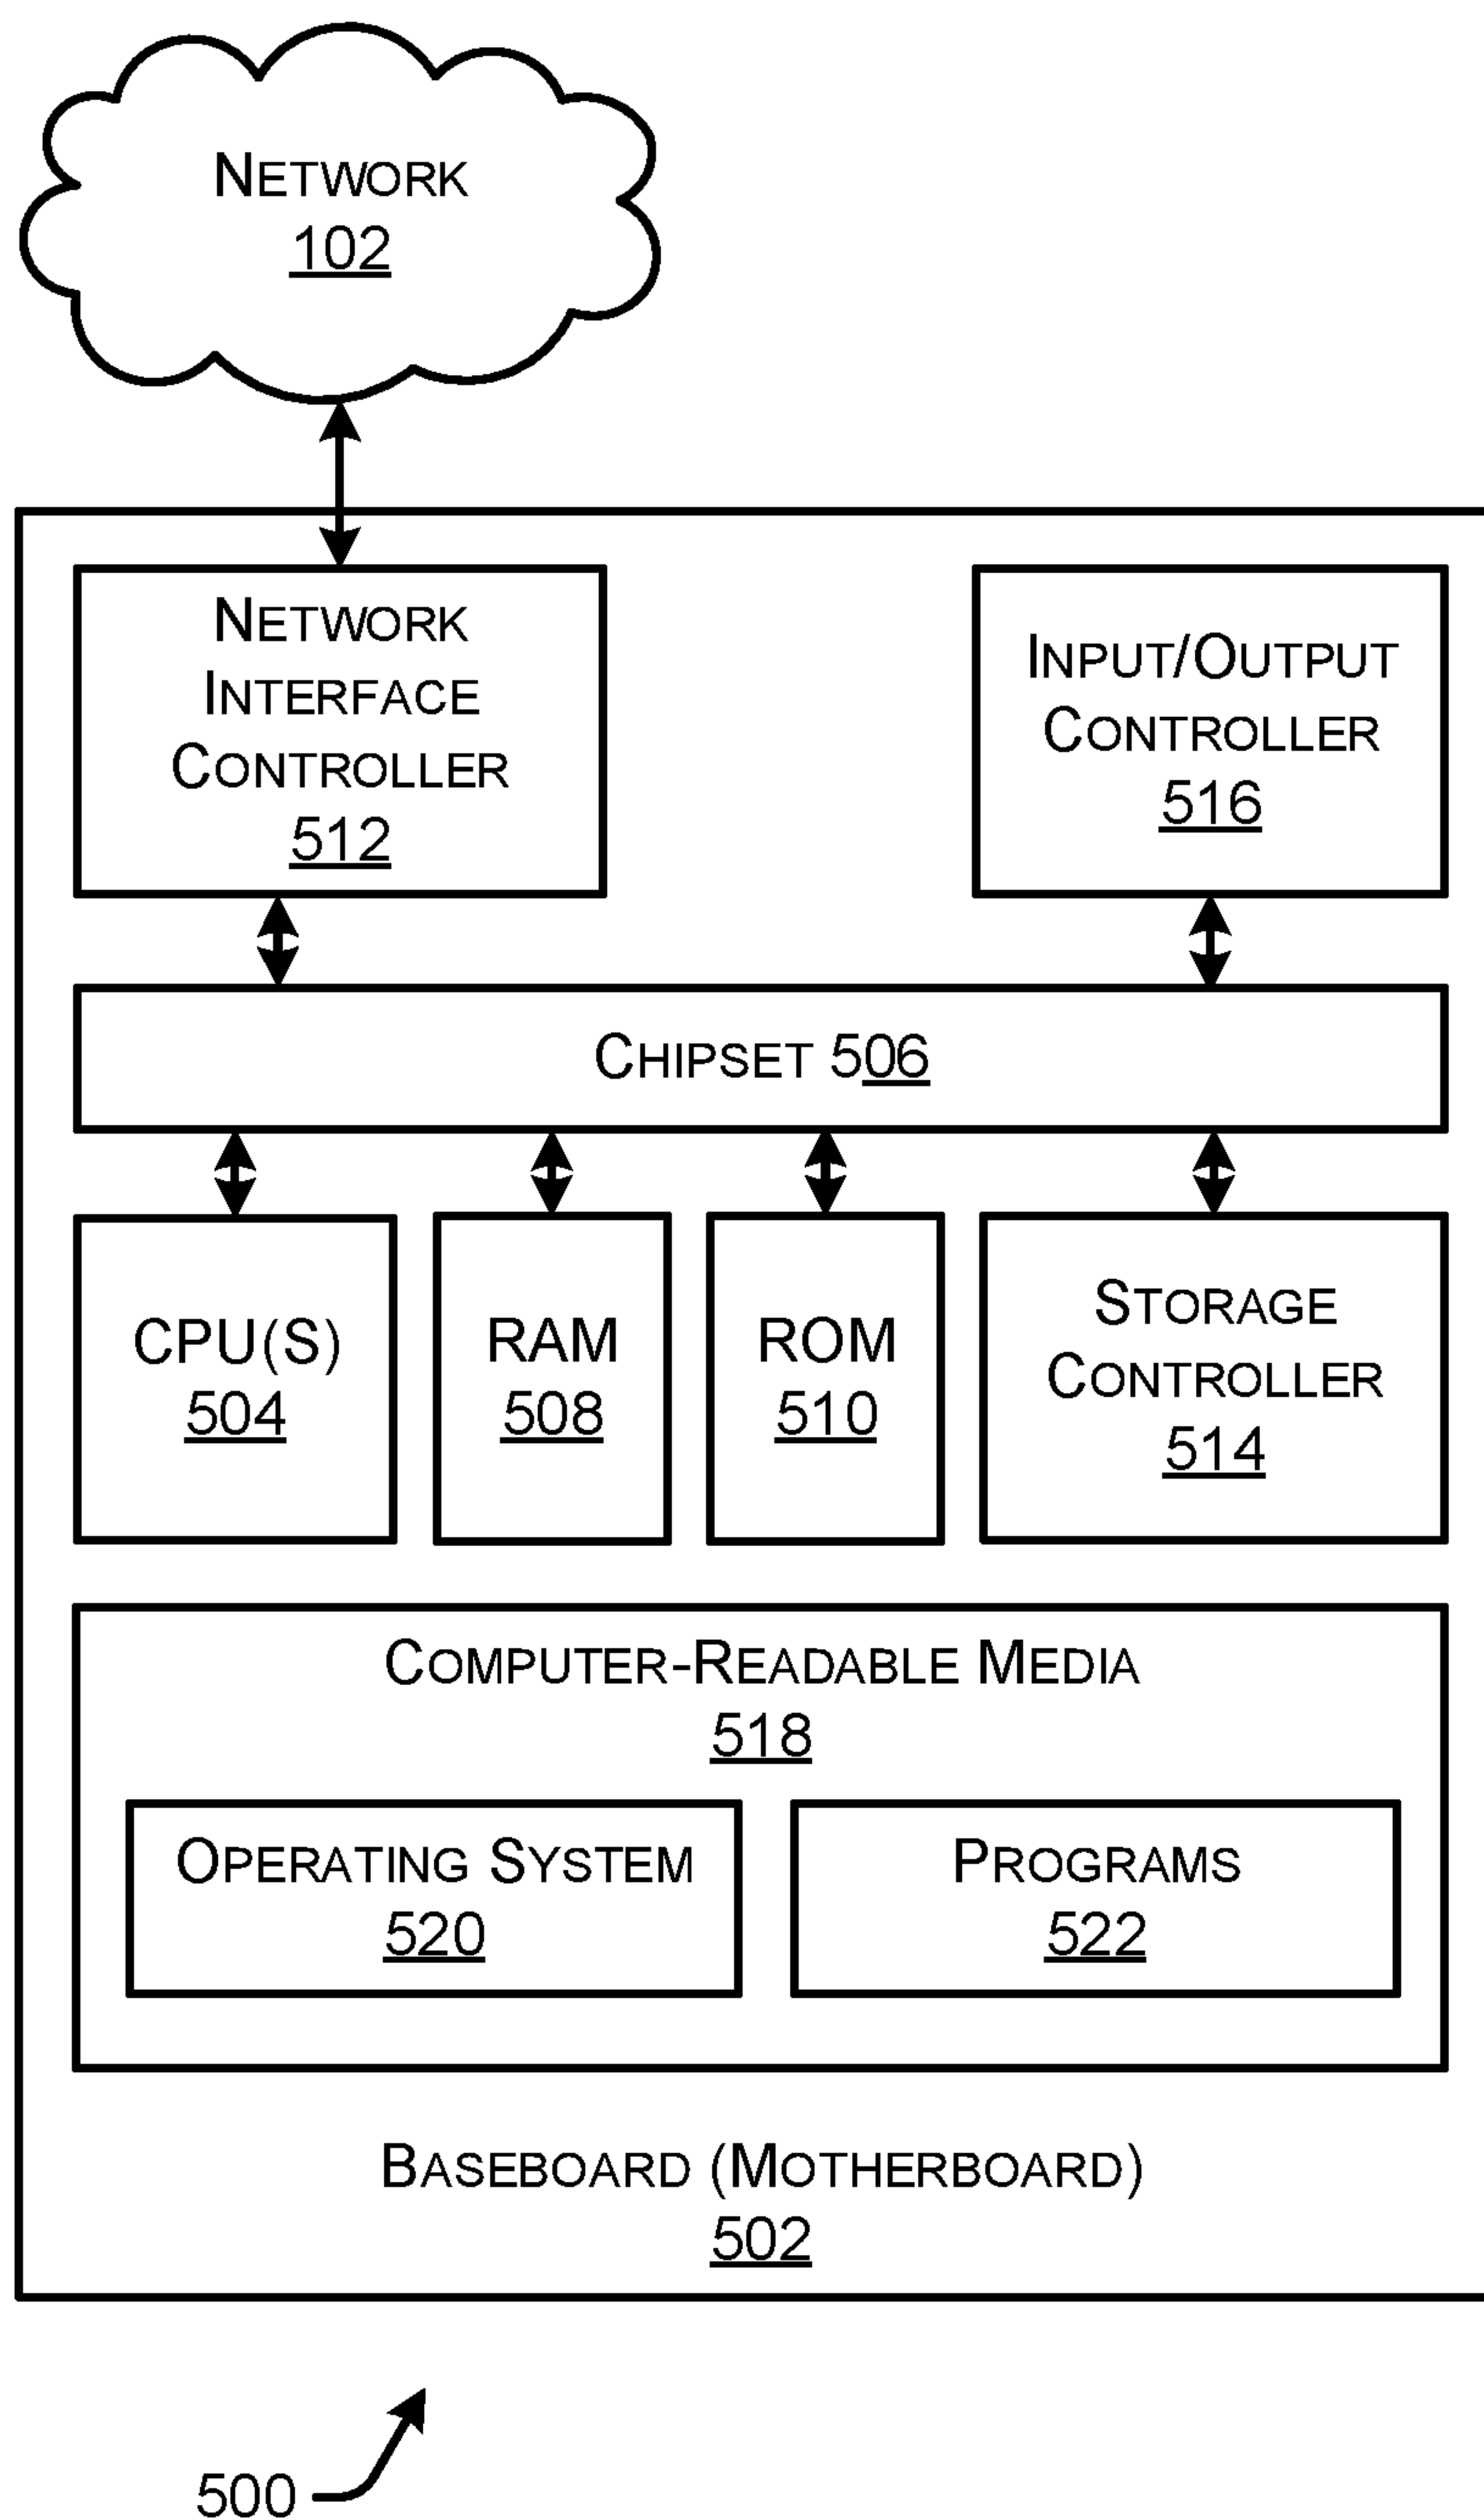 NETWORK
102
NETWORK
INTERFACE
CONTROLLER
512
INPUT/OUTPUT
CONTROLLER
516
CHIPSET 506
CPU(S)
504
RAM
508
ROM
510
STORAGE
CONTROLLER
514
COMPUTER-READABLE MEDIA
518
OPERATING SYSTEM
520
PROGRAMS
522
BASEBOARD (MOTHERBOARD)
502
500